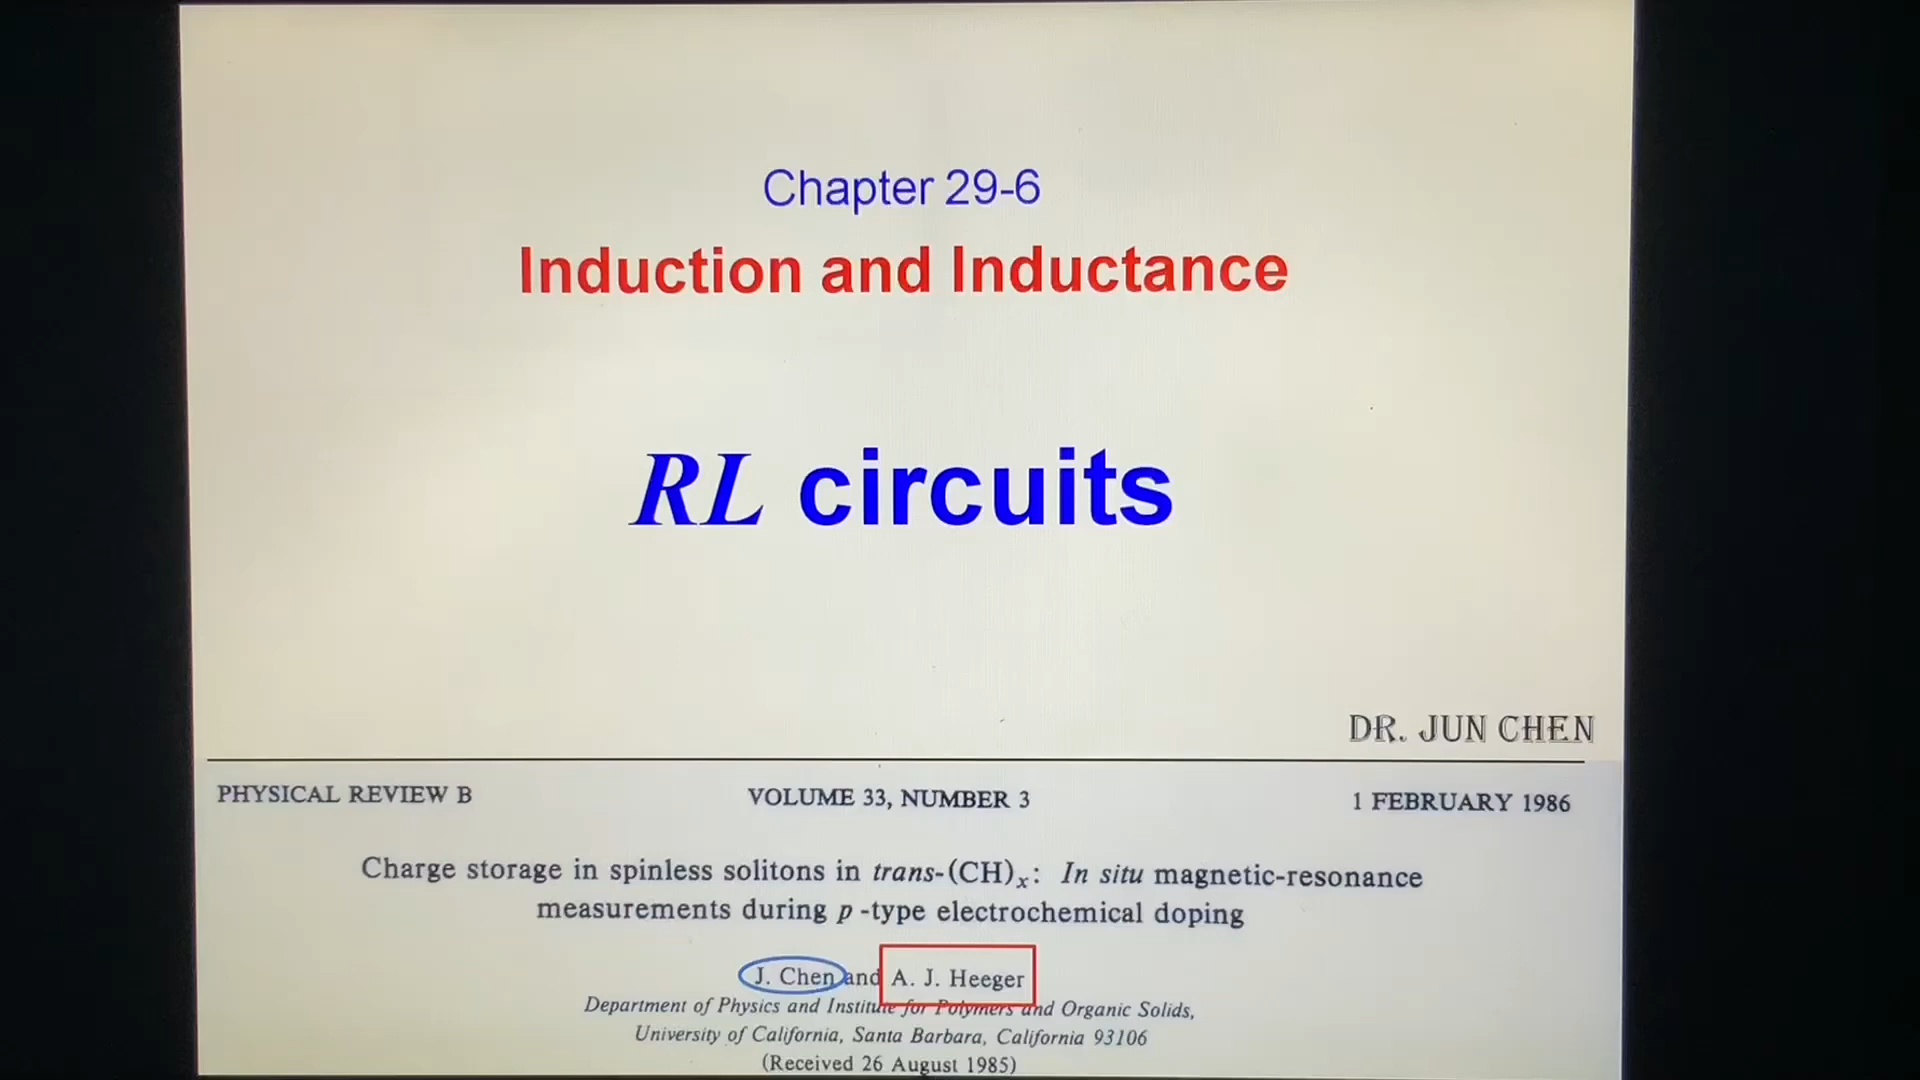 Chapter 29-6
Induction and Inductance
RL circuits
DR. JUN CHEN
PHYSICAL REVIEW B VOLUME 33, NUMBER 3 1 FEBRUARY 1986
Charge storage in spinless solitons in trans-(CH)x: In situ magnetic-resonance
measurements during p-type electrochemical doping
J. Chen and A. J. Heeger
Department of Physics and Institute for Polymers and Organic Solids,
University of California, Santa Barbara, California 93106
(Received 26 August 1985)